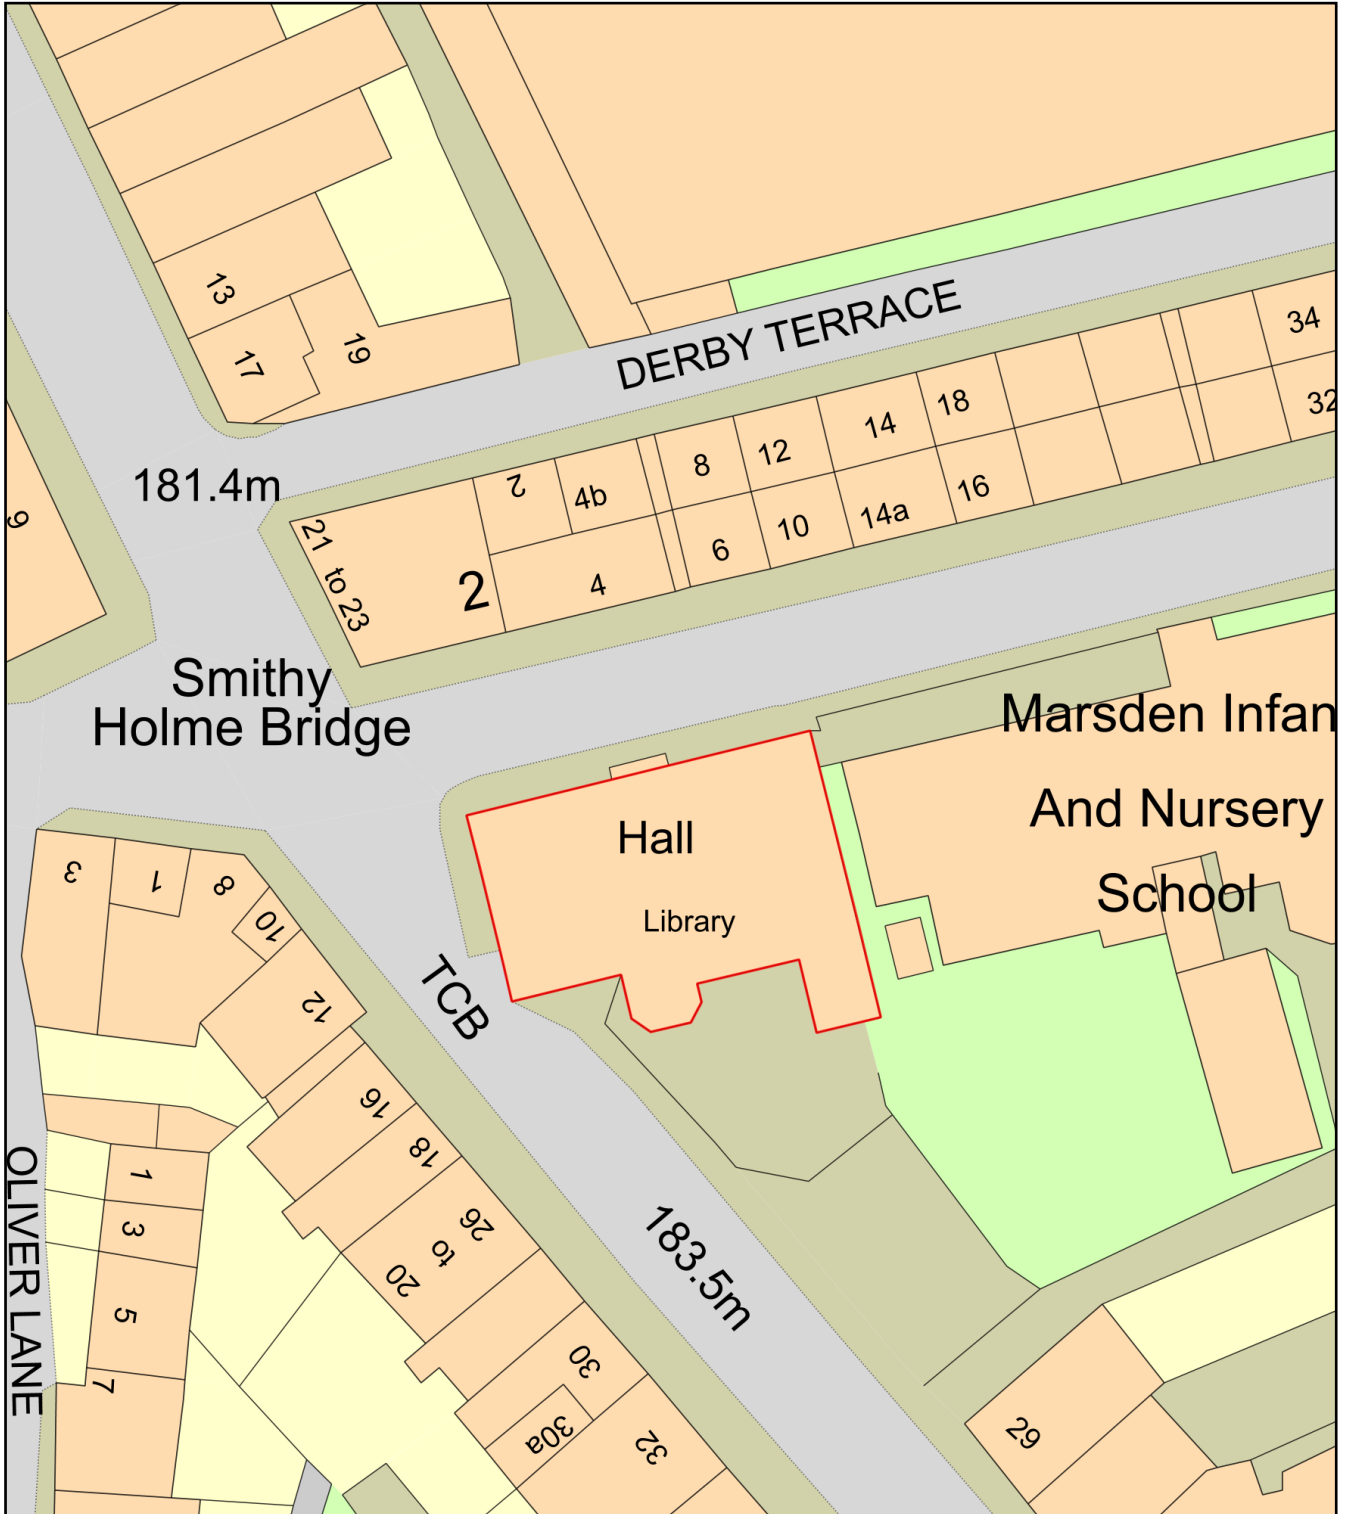 13
17
19
DERBY TERRACE
34
32
18
14
12
8
2
4b
16
14a
10
6
4
21
to 23
2
181.4m
9
Smithy
Holme Bridge
Marsden Infan
And Nursery
School
Hall
Library
3
1
8
10
12
TCB
16
18
26
to
20
1
3
5
7
OLIVER LANE
183.5m
30
30a
32
29